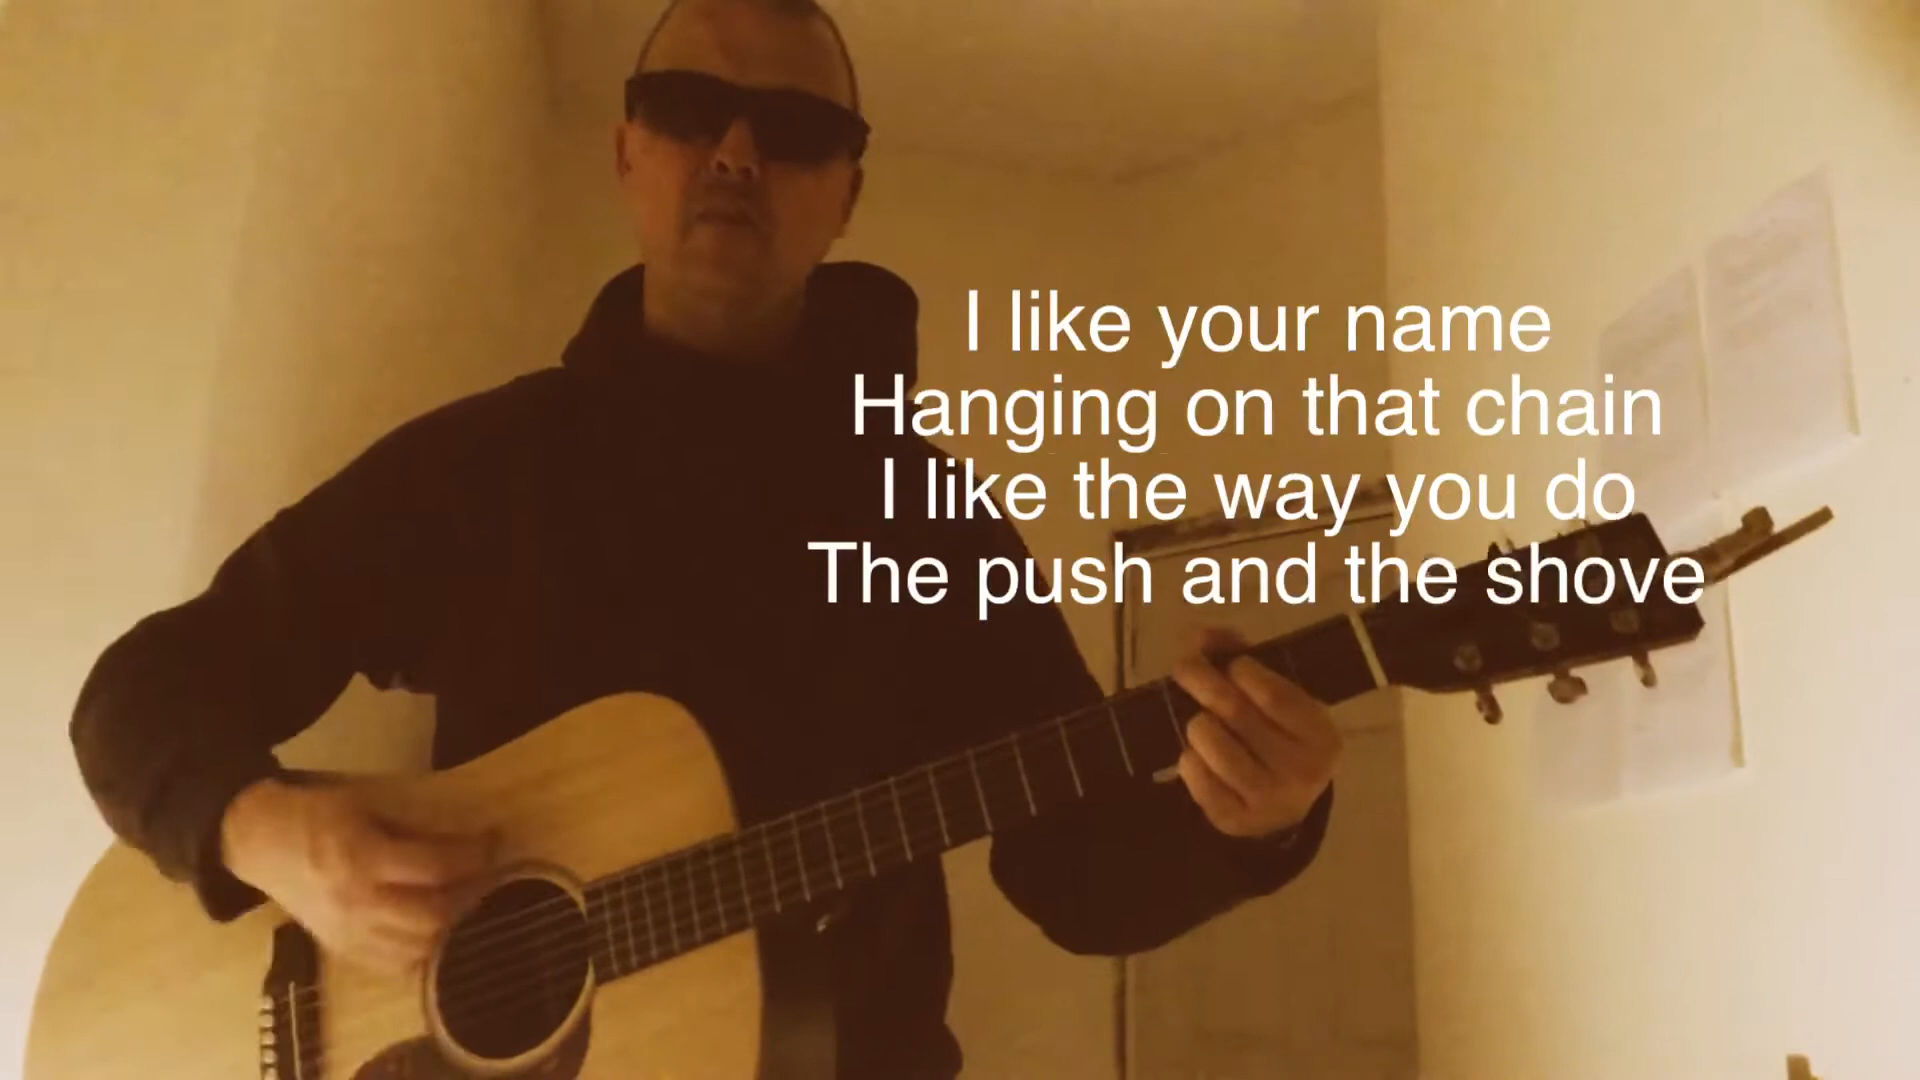 I like your name
Hanging on that chain
I like the way you do
The push and the shove